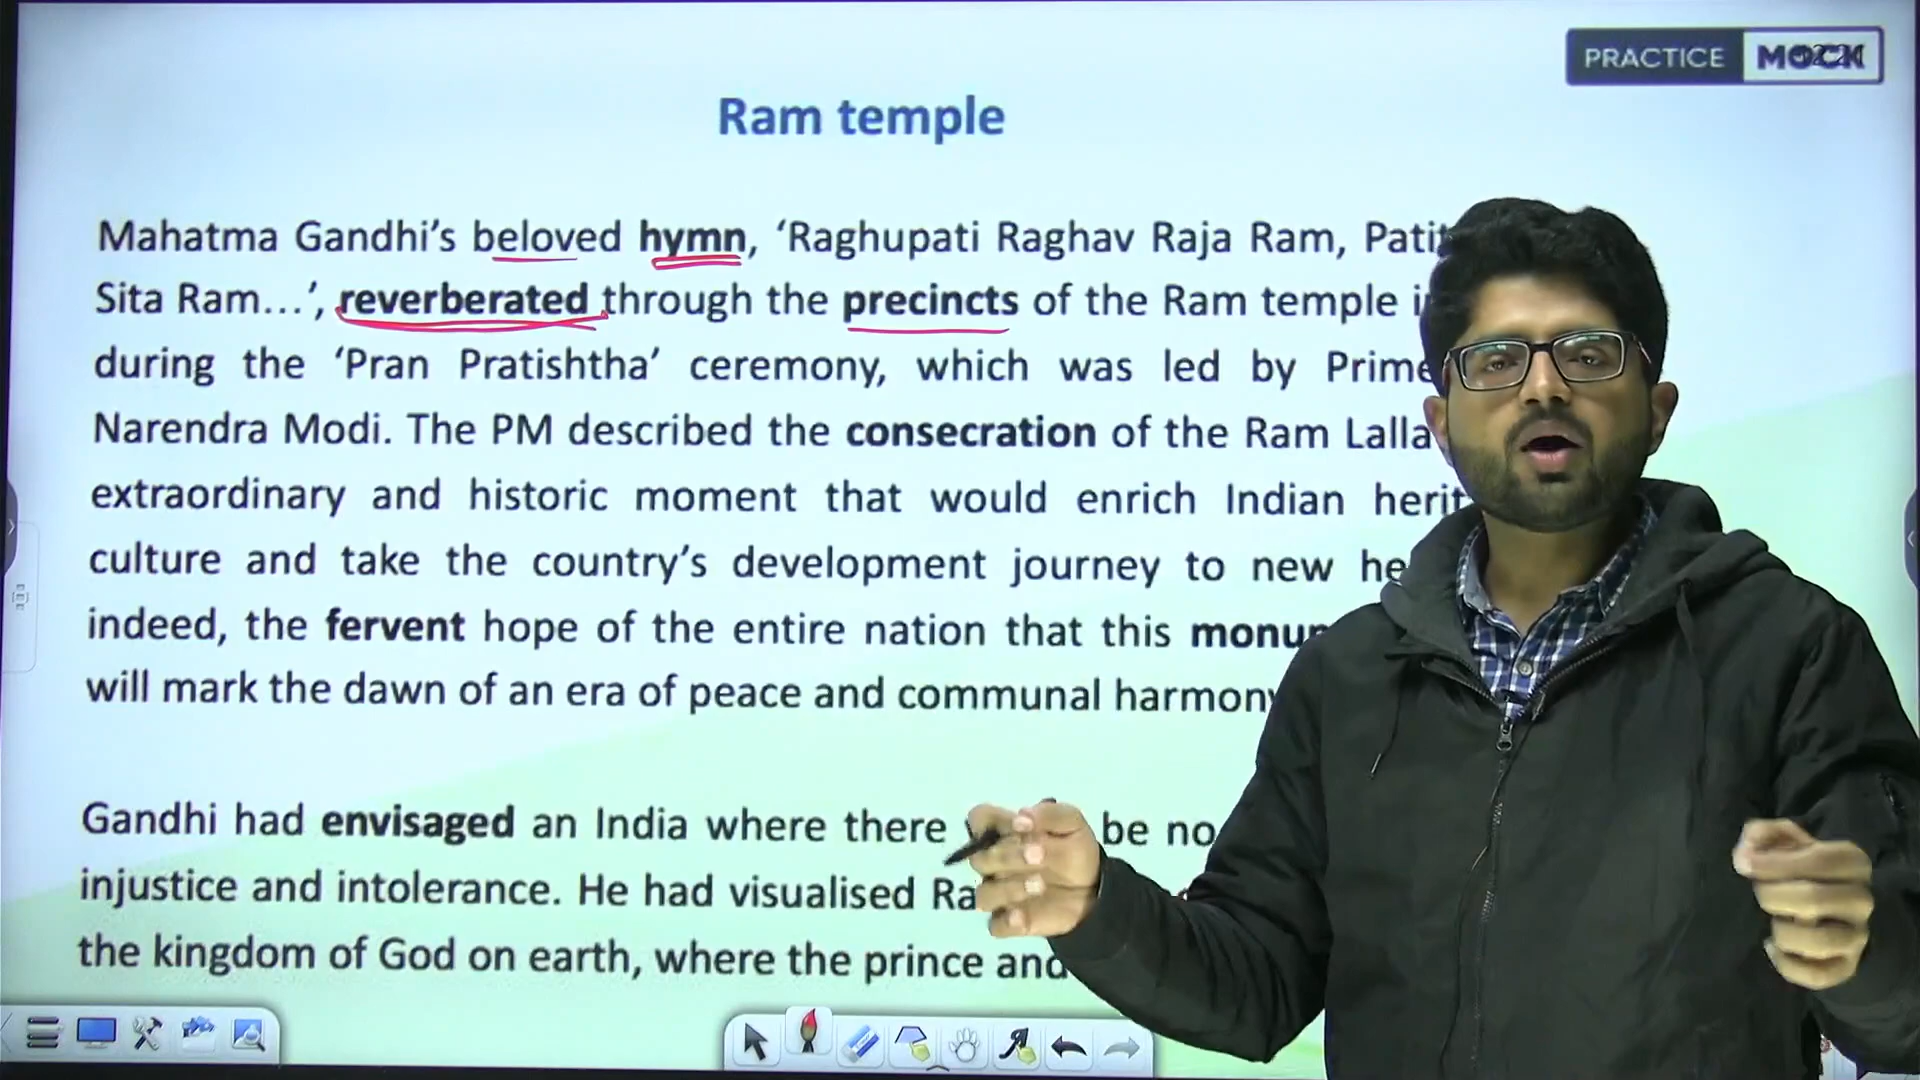 PRACTICE MOCK
Ram temple
Mahatma Gandhi's beloved hymn, 'Raghupati Raghav Raja Ram,
Sita Ram...', reverberated through the precincts of the Ram temple
during the 'Pran Pratishtha' ceremony, which was led by Prime
Narendra Modi. The PM described the consecration of the Ram Lalla
extraordinary and historic moment that would enrich Indian
culture and take the country's development journey to new
indeed, the fervent hope of the entire nation that this
will mark the dawn of an era of peace and communal harmony
Gandhi had envisaged an India where there be no
injustice and intolerance. He had visualised
the kingdom of God on earth, where the prince and